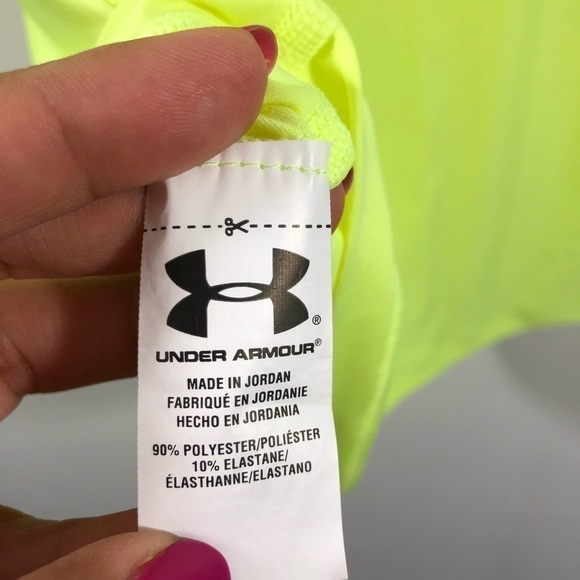 UNDER ARMOUR®
MADE IN JORDAN
FABRIQUÉ EN JORDANIE
HECHO EN JORDANIA
90% POLYESTER/POLIÉSTER
10% ELASTANE/
ÉLASTHANNE/ELASTANO